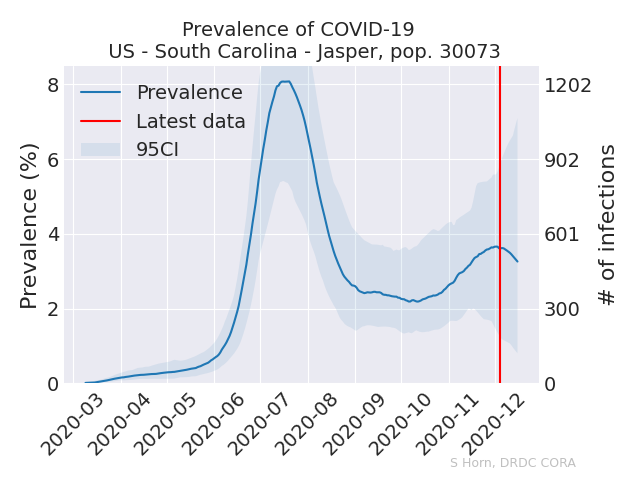 Prevalence of COVID-19
US - South Carolina - Jasper, pop. 30073
Prevalence (%)
8
6
4
2
0
Prevalence
Latest data
95CI
1202
902
601
300
0
# of infections
2020-03
2020-04
2020-05
2020-06
2020-07
2020-08
2020-09
2020-10
2020-11
2020-12
S Horn, DRDC CORA